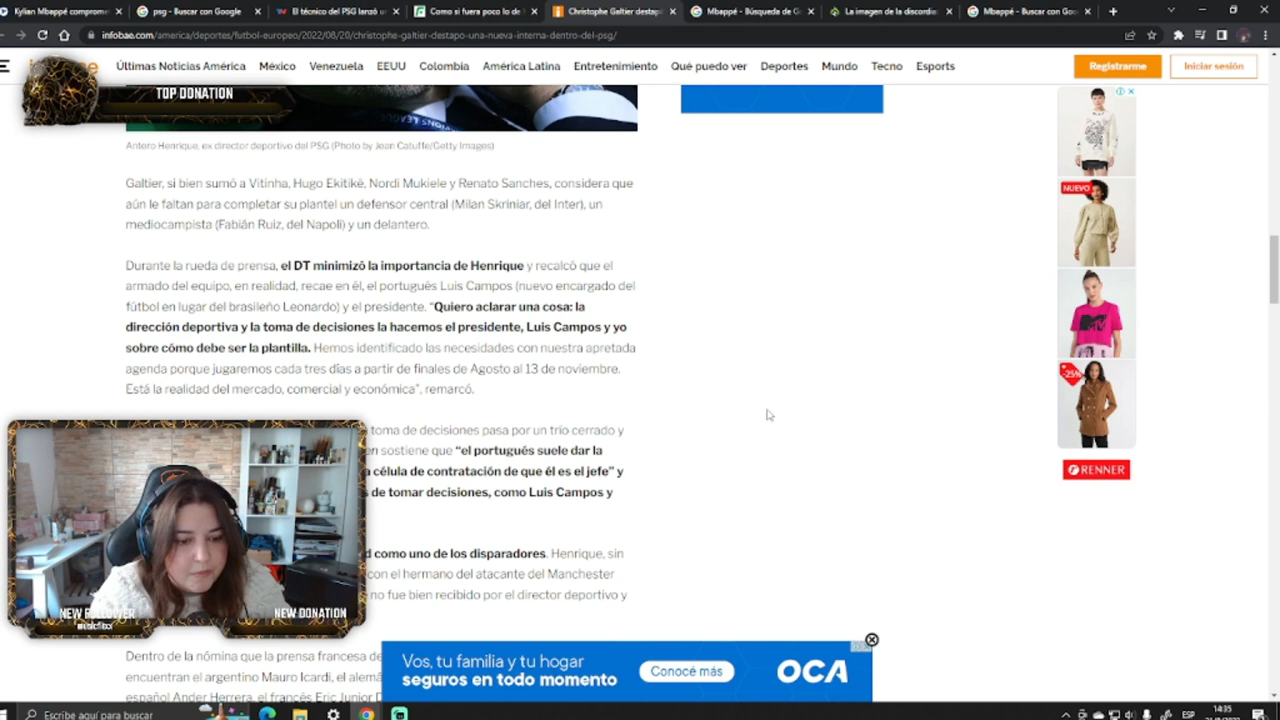 Kylian Mbappé comprome
psg - Buscar con Google
El técnico del PSG lanzó u
Como si fuera poco lo de
Christophe Galtier destap
Mbappé - Búsqueda de G
La imagen de la discordi
Mbappé - Buscar con Goo
infobae.com/america/deportes/futbol-europeo/2022/08/20/christophe-galtier-destapo-una-nueva-interna-dentro-del-psg/
Últimas Noticias América
México
Venezuela
EEUU
Colombia
América Latina
Entretenimiento
Qué puedo ver
Deportes
Mundo
Tecno
Esports
Registrarme
Iniciar sesión
TOP DONATION
Antero Henrique, ex director deportivo del PSG (Photo by Jean Catuffe/Getty Images)
Galtier, si bien sumó a Vitinha, Hugo Ekitikè, Nordi Mukiele y Renato Sanches, considera que
aún le faltan para completar su plantel un defensor central (Milan Skriniar, del Inter), un
mediocampista (Fabián Ruiz, del Napoli) y un delantero.
Durante la rueda de prensa, el DT minimizó la importancia de Henrique y recalcó que el
armado del equipo, en realidad, recae en él, el portugués Luis Campos (nuevo encargado del
fútbol en lugar del brasileño Leonardo) y el presidente. “Quiero aclarar una cosa: la
dirección deportiva y la toma de decisiones la hacemos el presidente, Luis Campos y yo
sobre cómo debe ser la plantilla. Hemos identificado las necesidades con nuestra apretada
agenda porque jugaremos cada tres días a partir de finales de Agosto al 13 de noviembre.
Está la realidad del mercado, comercial y económica”, remarcó.
toma de decisiones pasa por un trío cerrado y
en sostiene que “el portugués suele dar la
a célula de contratación de que él es el jefe” y
s de tomar decisiones, como Luis Campos y
d como uno de los disparadores. Henrique, sin
con el hermano del atacante del Manchester
no fue bien recibido por el director deportivo y
Dentro de la nómina que la prensa francesa de
encuentran el argentino Mauro Icardi, el alemá
español Ander Herrera, el francés Eric Junior D
NUEVO
-25%
RENNER
NEW FOLLOWER
NEW DONATION
Vos, tu familia y tu hogar
seguros en todo momento
Conocé más
OCA
Escribe aquí para buscar
ESP
14:35